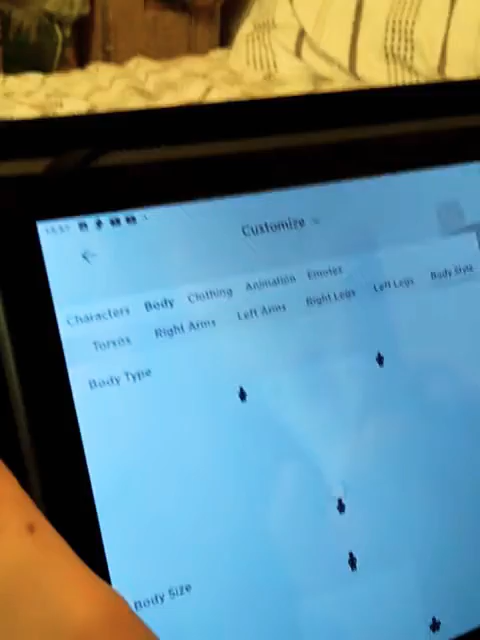 Customize
Characters Body Clothing Animation Emotes
Torsos Right Arms Left Arms Right Legs Left Legs Body Style
Body Type
Body Size